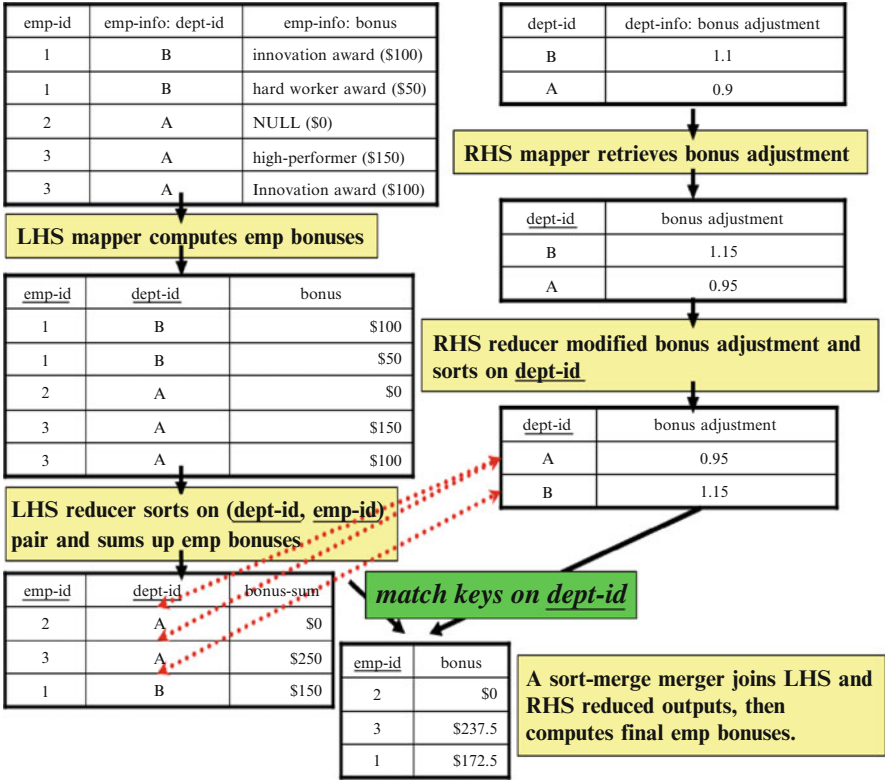 emp-id emp-info: dept-id emp-info: bonus
1 B innovation award ($100)
1 B hard worker award ($50)
2 A NULL ($0)
3 A high-performer ($150)
3 A Innovation award ($100)
LHS mapper computes emp bonuses
emp-id dept-id bonus
1 B $100
1 B $50
2 A $0
3 A $150
3 A $100
LHS reducer sorts on (dept-id, emp-id)
pair and sums up emp bonuses
emp-id dept-id bonus-sum
2 A $0
3 A $250
1 B $150
dept-id dept-info: bonus adjustment
B 1.1
A 0.9
RHS mapper retrieves bonus adjustment
dept-id bonus adjustment
B 1.15
A 0.95
RHS reducer modified bonus adjustment and
sorts on dept-id
dept-id bonus adjustment
A 0.95
B 1.15
match keys on dept-id
emp-id bonus
2 $0
3 $237.5
1 $172.5
A sort-merge merger joins LHS and
RHS reduced outputs, then
computes final emp bonuses.